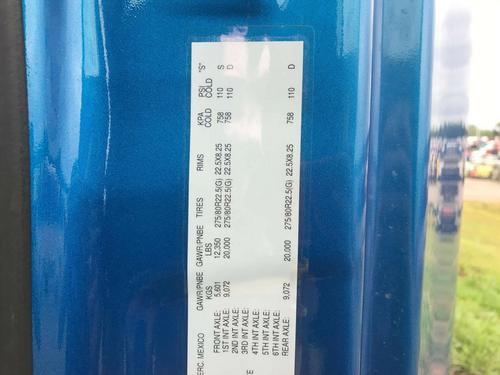 ERC. MEXICO GAWR/PNBE KGS GAWR/PNBE LBS TIRES RIMS KPA COLD PSI COLD "S"
FRONT AXLE: 5,601 12,350 275/80R22.5(G) 22.5X8.25 758 110 S
1ST INT AXLE: 9,072 20,000 275/80R22.5(G) 22.5X8.25 758 110 D
2ND INT AXLE:
3RD INT AXLE:
4TH INT AXLE:
5TH INT AXLE:
6TH INT AXLE:
REAR AXLE: 9,072 20,000 275/80R22.5(G) 22.5X8.25 758 110 D